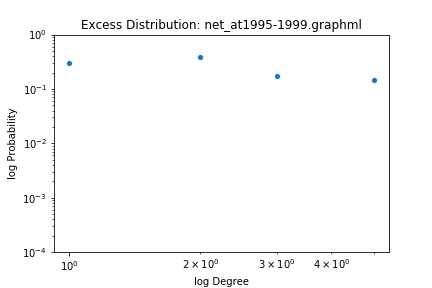 Excess Distribution: net_at1995-1999.graphml
10⁰
10⁻¹
10⁻²
10⁻³
10⁻⁴
log Probability
10⁰
2 × 10⁰
3 × 10⁰
4 × 10⁰
log Degree